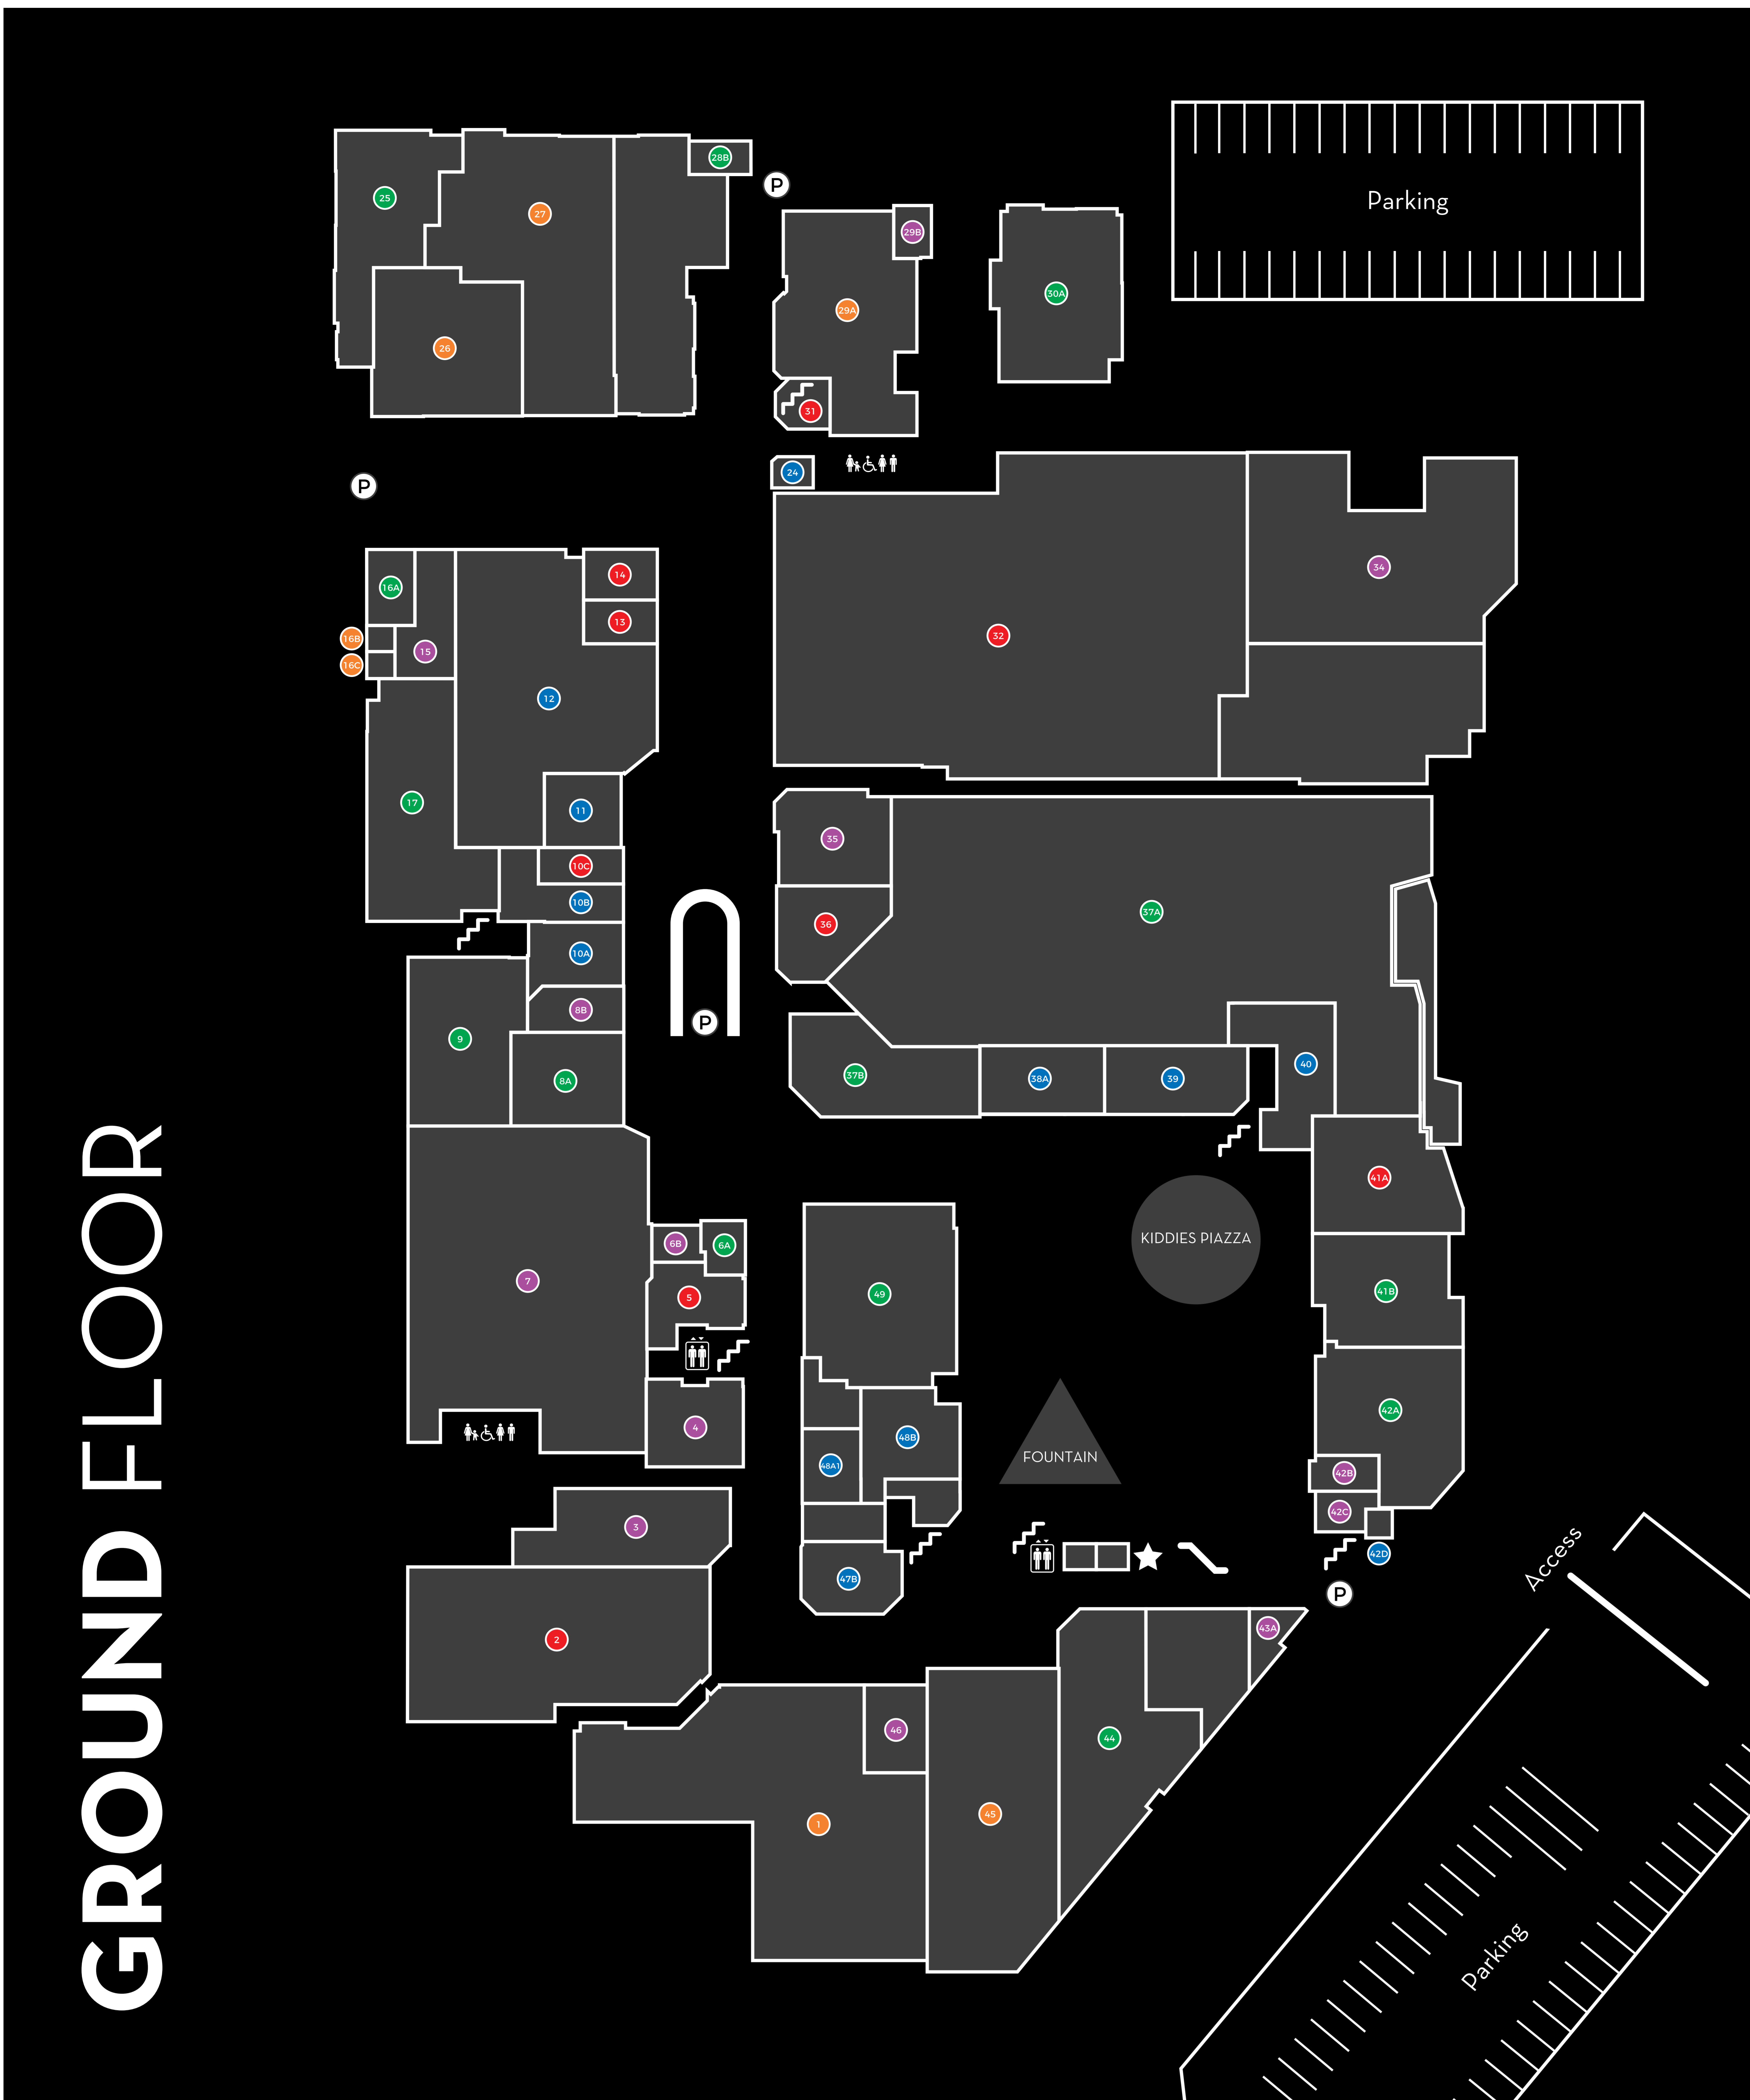 GROUND FLOOR
28B
P
25
27
29B
Parking
30A
29A
26
31
24
P
34
14
16A
13
32
16B
15
16C
12
17
11
35
10C
10B
37A
36
10A
8B
P
9
40
37B
38A
39
8A
41A
KIDDIES PIAZZA
6B
6A
7
41B
49
5
42A
4
48B
FOUNTAIN
48A1
42B
42C
3
42D
Access
47B
P
43A
2
46
44
45
1
Parking